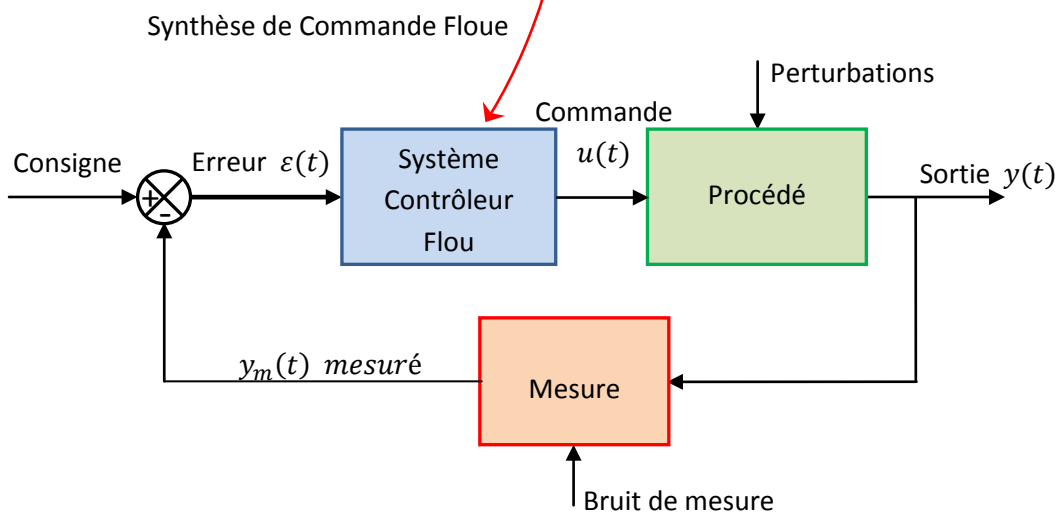 Synthèse de Commande Floue
Perturbations
Commande
Consigne
Erreur ε(t)
Système
Contrôleur
Flou
u(t)
Procédé
Sortie y(t)
+
-
y_m(t) mesuré
Mesure
Bruit de mesure